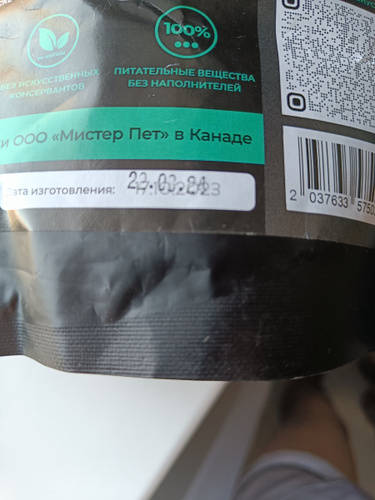 100%
БЕЗ ИСКУССТВЕННЫХ
КОНСЕРВАНТОВ
ПИТАТЕЛЬНЫЕ ВЕЩЕСТВА
БЕЗ НАПОЛНИТЕЛЕЙ
и ООО «Мистер Пет» в Канаде
Дата изготовления:
2 037633